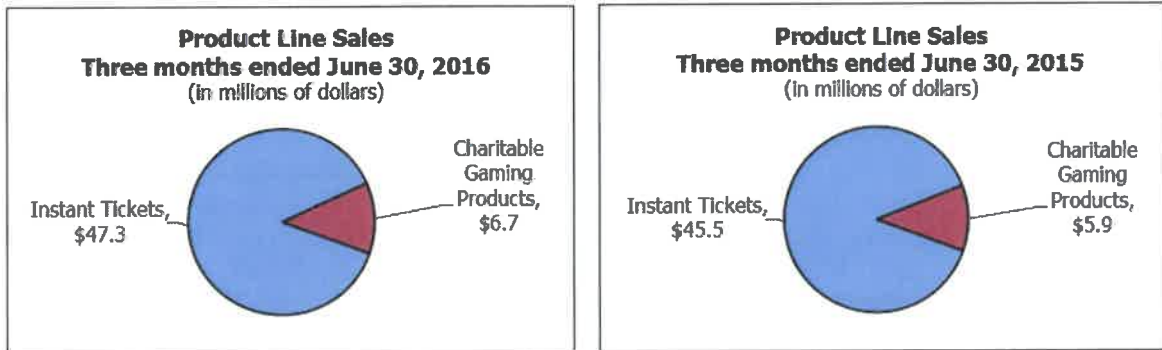 Product Line Sales
Three months ended June 30, 2016
(in millions of dollars)
Instant Tickets,
$47.3
Charitable
Gaming
Products,
$6.7
Product Line Sales
Three months ended June 30, 2015
(in millions of dollars)
Instant Tickets,
$45.5
Charitable
Gaming
Products,
$5.9